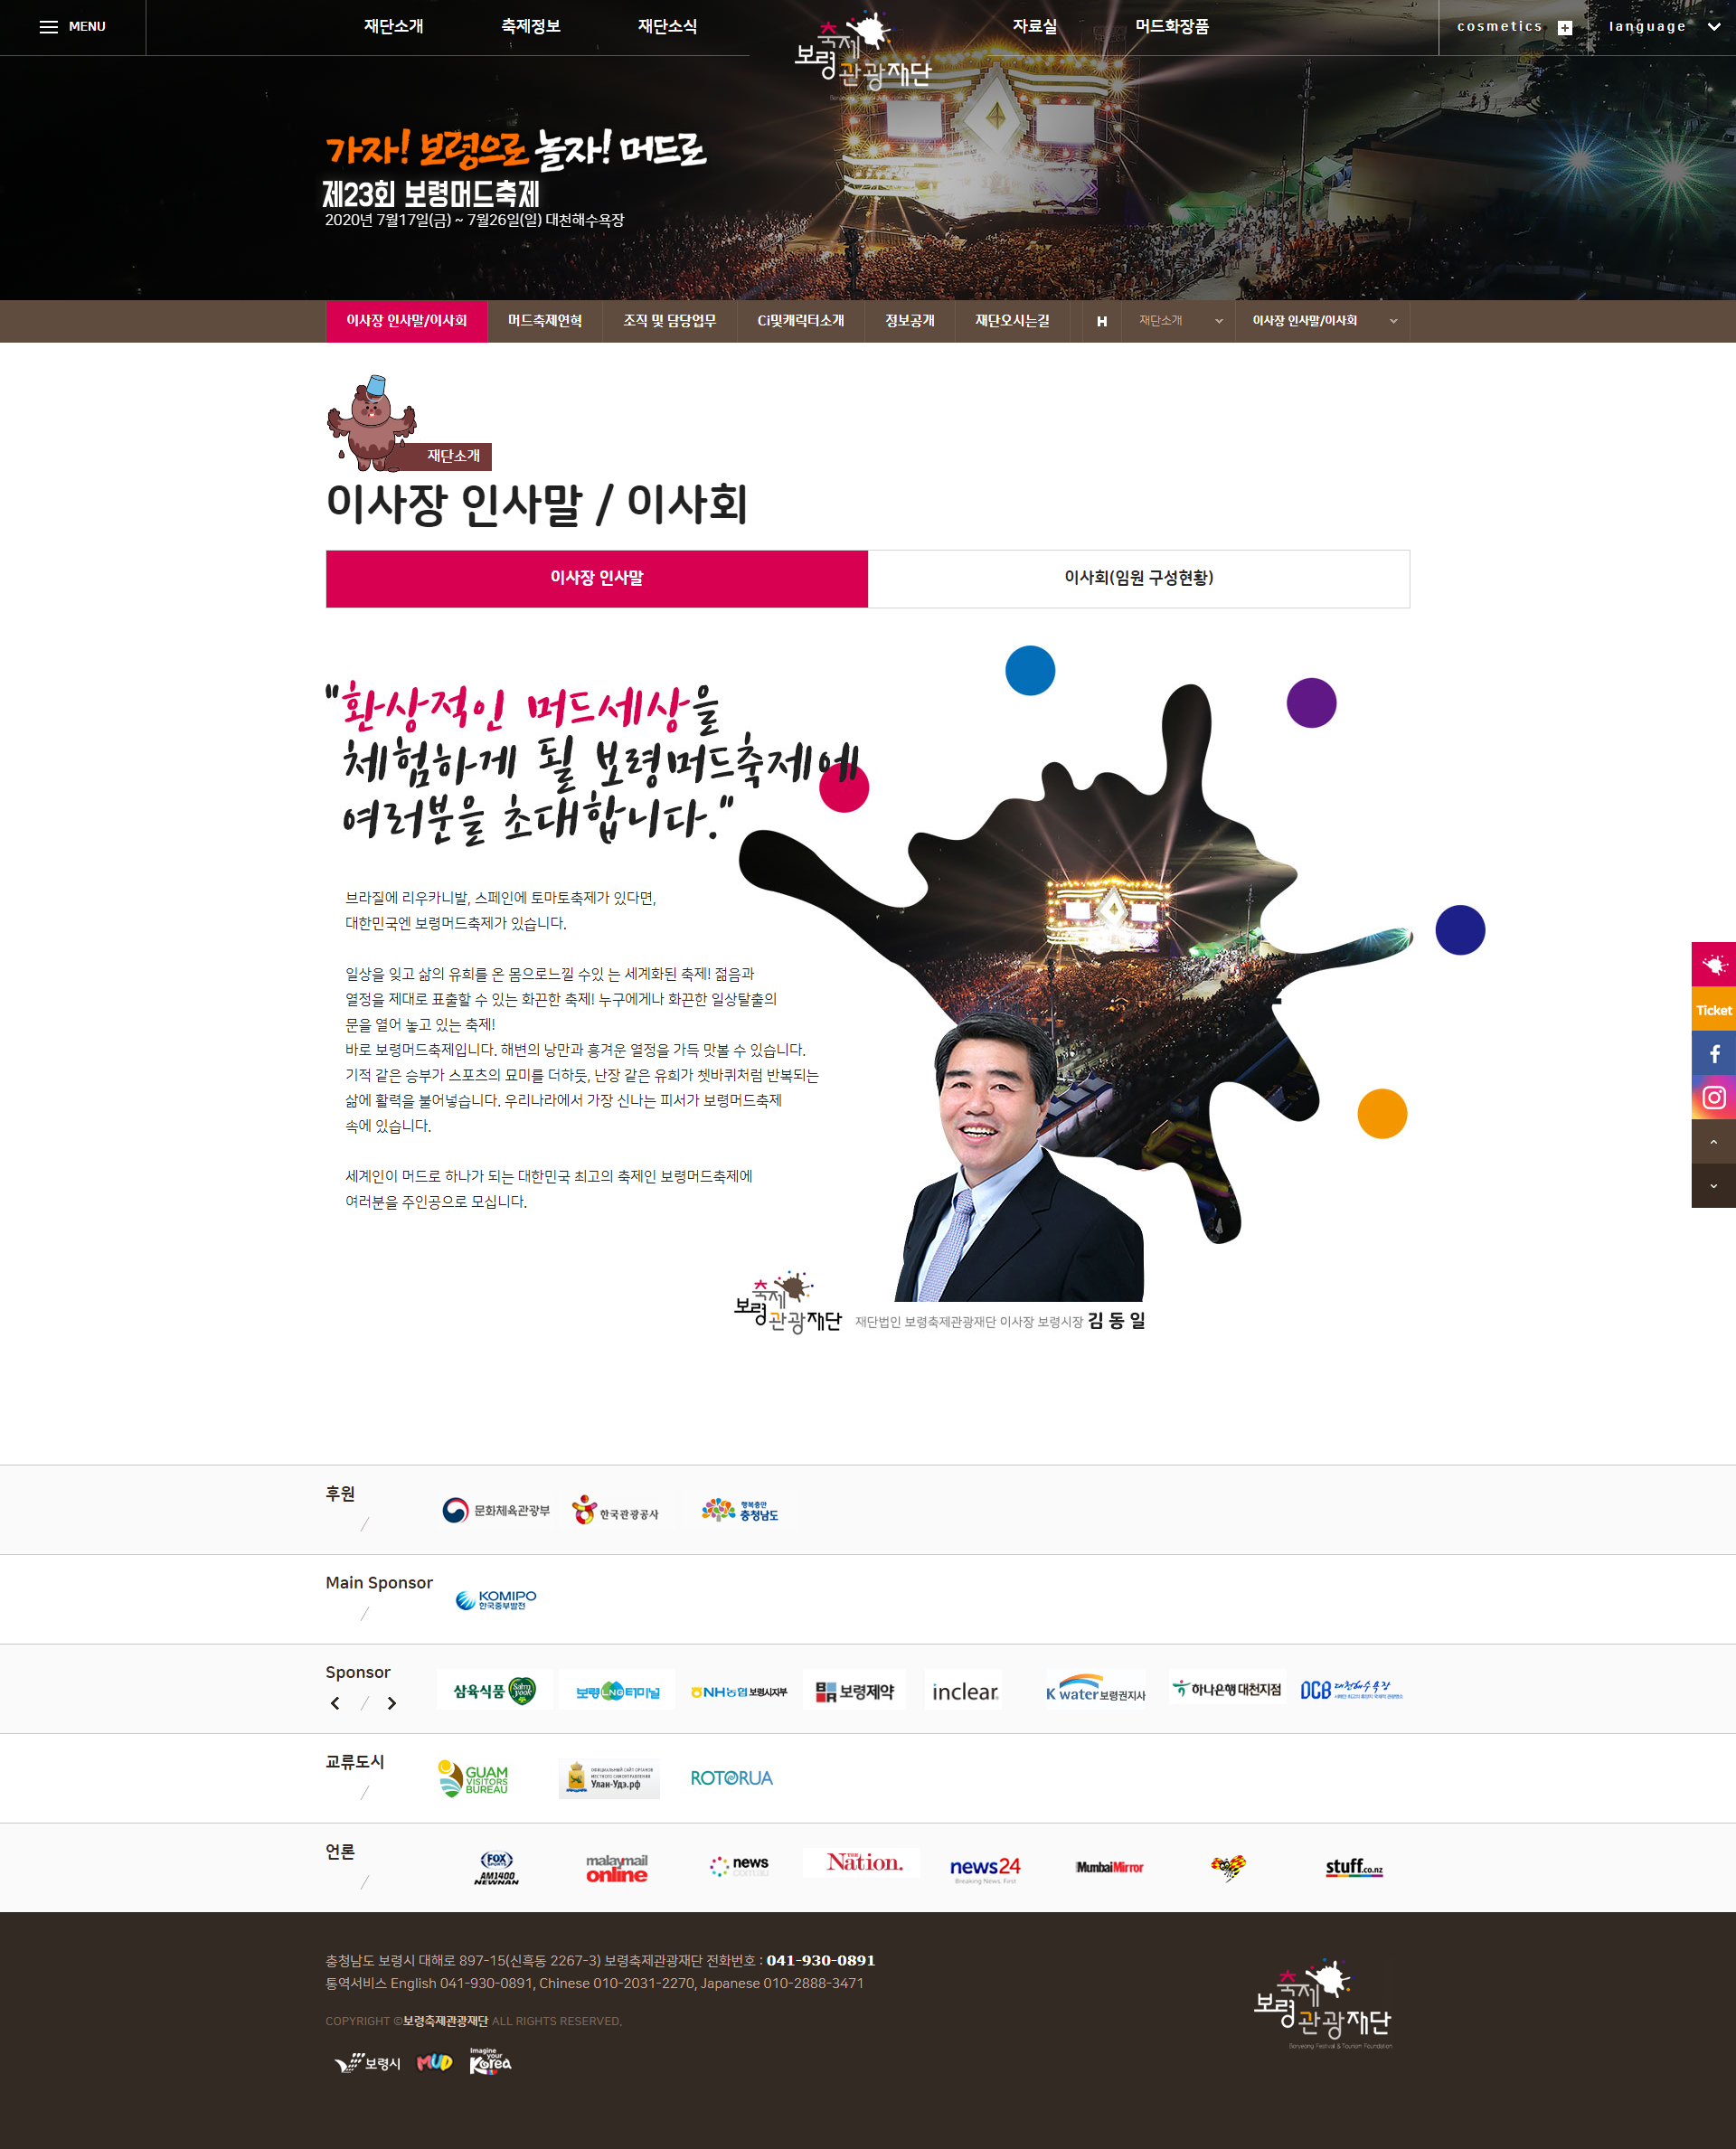 MENU
재단소개
축제정보
재단소식
보령축제관광재단
자료실
머드화장품
cosmetics
language
가자! 보령으로 놀자! 머드로
제23회 보령머드축제
2020년 7월17일(금) ~ 7월26일(일) 대천해수욕장
이사장 인사말/이사회
머드축제연혁
조직 및 담당업무
Ci및캐릭터소개
정보공개
재단오시는길
H
재단소개
이사장 인사말/이사회
재단소개
이사장 인사말 / 이사회
이사장 인사말
이사회(임원 구성현황)
"환상적인 머드세상을
체험하게 될 보령머드축제에
여러분을 초대합니다."
브라질에 리우카니발, 스페인에 토마토축제가 있다면,
대한민국엔 보령머드축제가 있습니다.
일상을 잊고 삶의 유희를 온 몸으로느낄 수있 는 세계화된 축제! 젊음과
열정을 제대로 표출할 수 있는 화끈한 축제! 누구에게나 화끈한 일상탈출의
문을 열어 놓고 있는 축제!
바로 보령머드축제입니다. 해변의 낭만과 흥겨운 열정을 가득 맛볼 수 있습니다.
기적 같은 승부가 스포츠의 묘미를 더하듯, 난장 같은 유희가 쳇바퀴처럼 반복되는
삶에 활력을 불어넣습니다. 우리나라에서 가장 신나는 피서가 보령머드축제
속에 있습니다.
세계인이 머드로 하나가 되는 대한민국 최고의 축제인 보령머드축제에
여러분을 주인공으로 모십니다.
Ticket
보령축제관광재단
재단법인 보령축제관광재단 이사장 보령시장 김 동 일
후원
문화체육관광부
한국관광공사
행복충만 충청남도
Main Sponsor
KOMIPO
한국중부발전
Sponsor
삼육식품 Sahm yook
보령LNG터미널
NH농협 보령시지부
BR 보령제약
inclear.
K water 보령권지사
하나은행 대천지점
DCB 대천해수욕장
교류도시
GUAM VISITORS BUREAU
ОФИЦИАЛЬНЫЙ САЙТ ОРГАНОВ
МЕСТНОГО САМОУПРАВЛЕНИЯ
Улан-Удэ.рф
ROTORUA
언론
FOX SPORTS AM1400 NEWNAN
malaymail online
news com.au
THE Nation.
news24 Breaking News. First
MumbaiMirror
stuff.co.nz
충청남도 보령시 대해로 897-15(신흑동 2267-3) 보령축제관광재단 전화번호 : 041-930-0891
통역서비스 English 041-930-0891, Chinese 010-2031-2270, Japanese 010-2888-3471
COPYRIGHT ©보령축제관광재단 ALL RIGHTS RESERVED.
보령시
MUD
Imagine your Korea
보령축제관광재단
Boryeong Festival & Tourism Foundation